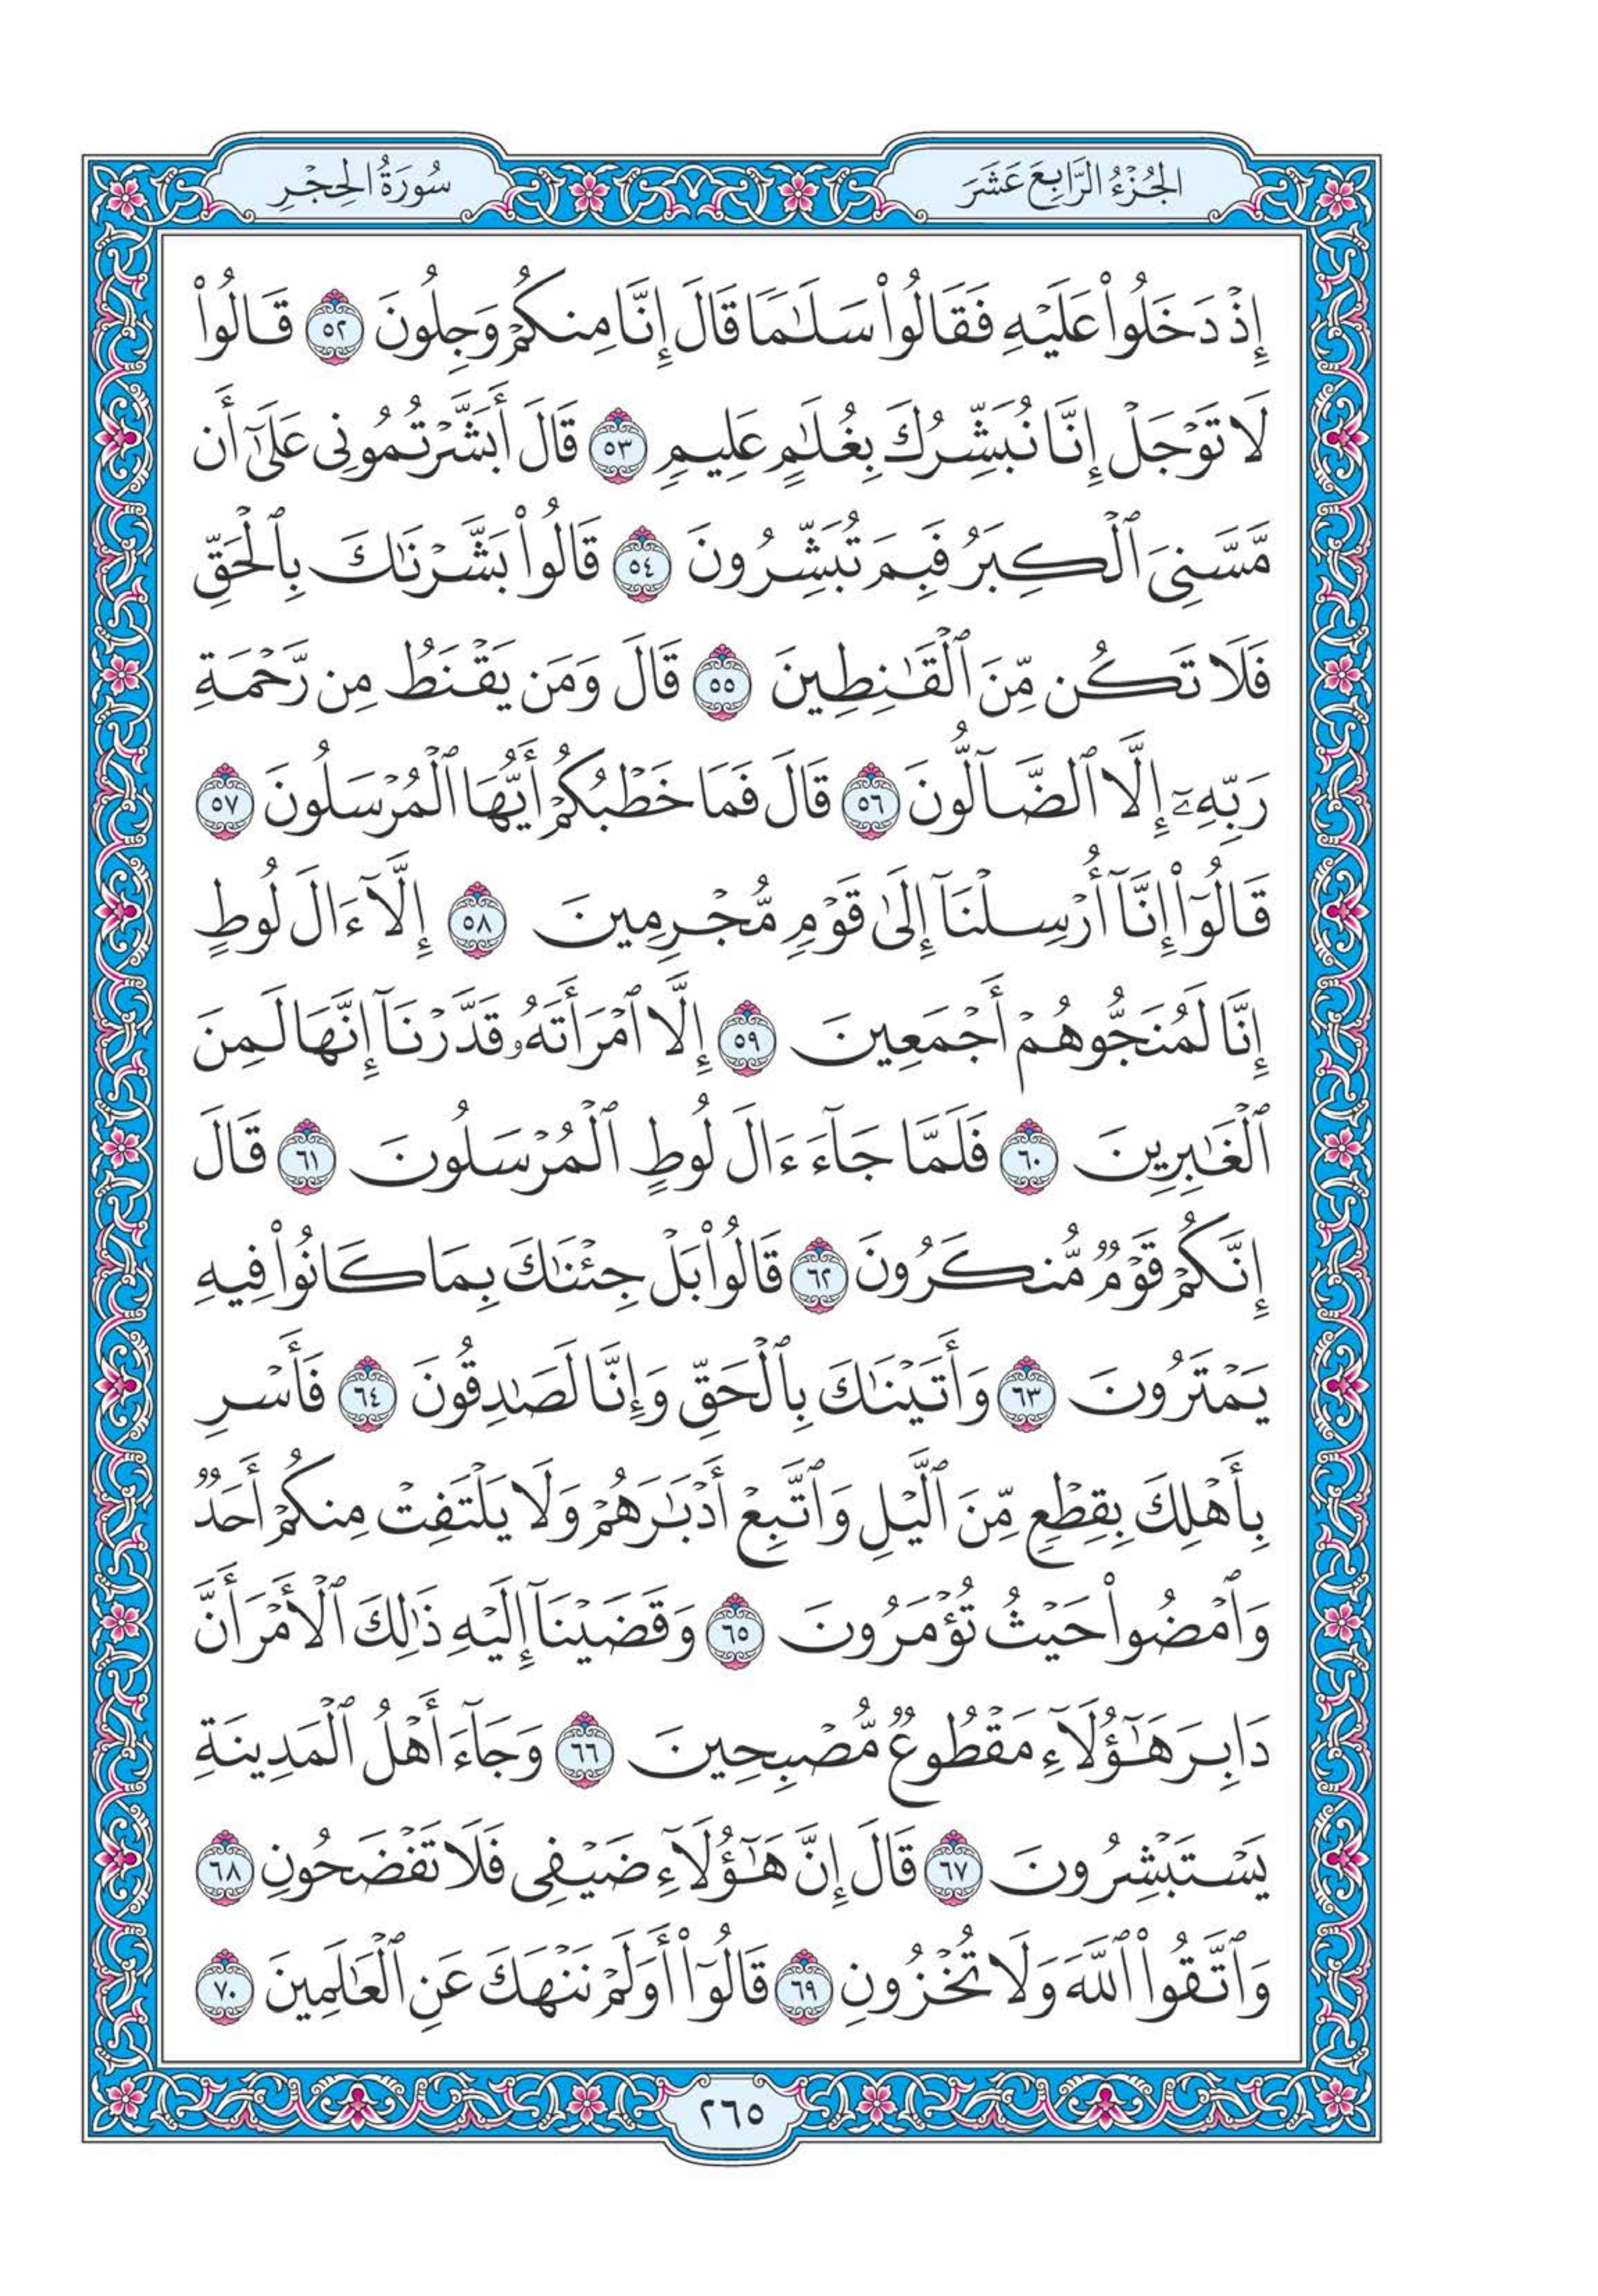 الجُزْءُ الرَّابِعَ عَشَرَ
سُورَةُ الحِجْرِ
إِذْ دَخَلُواْ عَلَيْهِ فَقَالُواْ سَلَٰمًا قَالَ إِنَّا مِنكُمْ وَجِلُونَ ٥٢ قَالُواْ
لَا تَوْجَلْ إِنَّا نُبَشِّرُكَ بِغُلَٰمٍ عَلِيمٍ ٥٣ قَالَ أَبَشَّرْتُمُونِى عَلَىٰٓ أَن
مَّسَّنِىَ ٱلْكِبَرُ فَبِمَ تُبَشِّرُونَ ٥٤ قَالُواْ بَشَّرْنَٰكَ بِٱلْحَقِّ
فَلَا تَكُن مِّنَ ٱلْقَٰنِطِينَ ٥٥ قَالَ وَمَن يَقْنَطُ مِن رَّحْمَةِ
رَبِّهِۦٓ إِلَّا ٱلضَّآلُّونَ ٥٦ قَالَ فَمَا خَطْبُكُمْ أَيُّهَا ٱلْمُرْسَلُونَ ٥٧
قَالُوٓاْ إِنَّآ أُرْسِلْنَآ إِلَىٰ قَوْمٍ مُّجْرِمِينَ ٥٨ إِلَّآ ءَالَ لُوطٍ
إِنَّا لَمُنَجُّوهُمْ أَجْمَعِينَ ٥٩ إِلَّا ٱمْرَأَتَهُۥ قَدَّرْنَآ إِنَّهَا لَمِنَ
ٱلْغَٰبِرِينَ ٦٠ فَلَمَّا جَآءَ ءَالَ لُوطٍ ٱلْمُرْسَلُونَ ٦١ قَالَ
إِنَّكُمْ قَوْمٌ مُّنكَرُونَ ٦٢ قَالُواْ بَلْ جِئْنَٰكَ بِمَا كَانُواْ فِيهِ
يَمْتَرُونَ ٦٣ وَأَتَيْنَٰكَ بِٱلْحَقِّ وَإِنَّا لَصَٰدِقُونَ ٦٤ فَأَسْرِ
بِأَهْلِكَ بِقِطْعٍ مِّنَ ٱلَّيْلِ وَٱتَّبِعْ أَدْبَٰرَهُمْ وَلَا يَلْتَفِتْ مِنكُمْ أَحَدٌ
وَٱمْضُواْ حَيْثُ تُؤْمَرُونَ ٦٥ وَقَضَيْنَآ إِلَيْهِ ذَٰلِكَ ٱلْأَمْرَ أَنَّ
دَابِرَ هَٰٓؤُلَآءِ مَقْطُوعٌ مُّصْبِحِينَ ٦٦ وَجَآءَ أَهْلُ ٱلْمَدِينَةِ
يَسْتَبْشِرُونَ ٦٧ قَالَ إِنَّ هَٰٓؤُلَآءِ ضَيْفِى فَلَا تَفْضَحُونِ ٦٨
وَٱتَّقُواْ ٱللَّهَ وَلَا تُخْزُونِ ٦٩ قَالُوٓاْ أَوَلَمْ نَنْهَكَ عَنِ ٱلْعَٰلَمِينَ ٧٠
٢٦٥